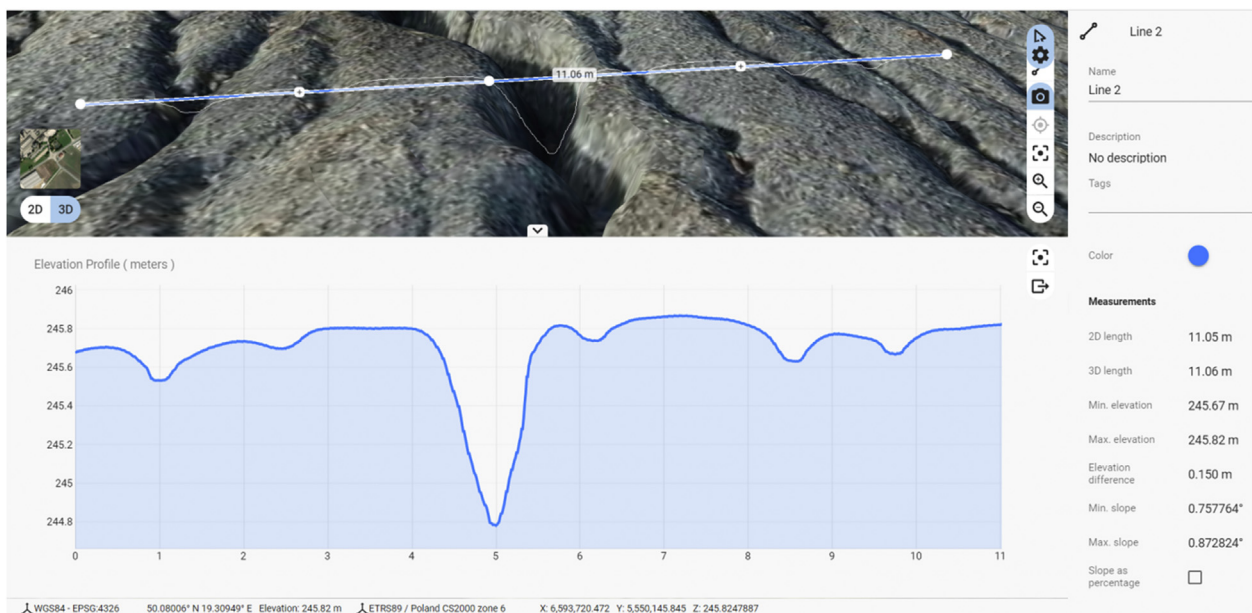 11.06 m
2D 3D
Line 2
Name
Line 2
Description
No description
Tags
Color
Measurements
2D length 11.05 m
3D length 11.06 m
Min. elevation 245.67 m
Max. elevation 245.82 m
Elevation
difference 0.150 m
Min. slope 0.757764°
Max. slope 0.872824°
Slope as
percentage
Elevation Profile ( meters )
246
245.8
245.6
245.4
245.2
245
244.8
0 1 2 3 4 5 6 7 8 9 10 11
WGS84 - EPSG:4326 50.08006° N 19.30949° E Elevation: 245.82 m ETRS89 / Poland CS2000 zone 6 X: 6,593,720.472 Y: 5,550,145.845 Z: 245.8247887